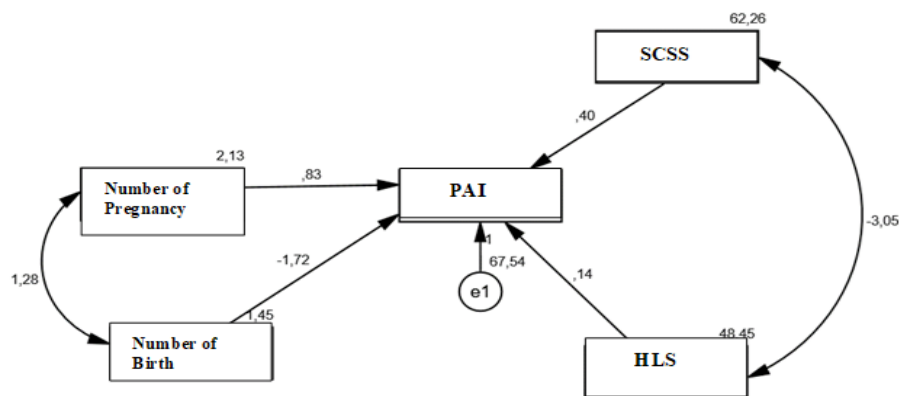 62,26
SCSS
,40
2,13
Number of
Pregnancy
,83
PAI
-3,05
1,28
-1,72
1
67,54
e1
,14
1,45
Number of
Birth
48,45
HLS